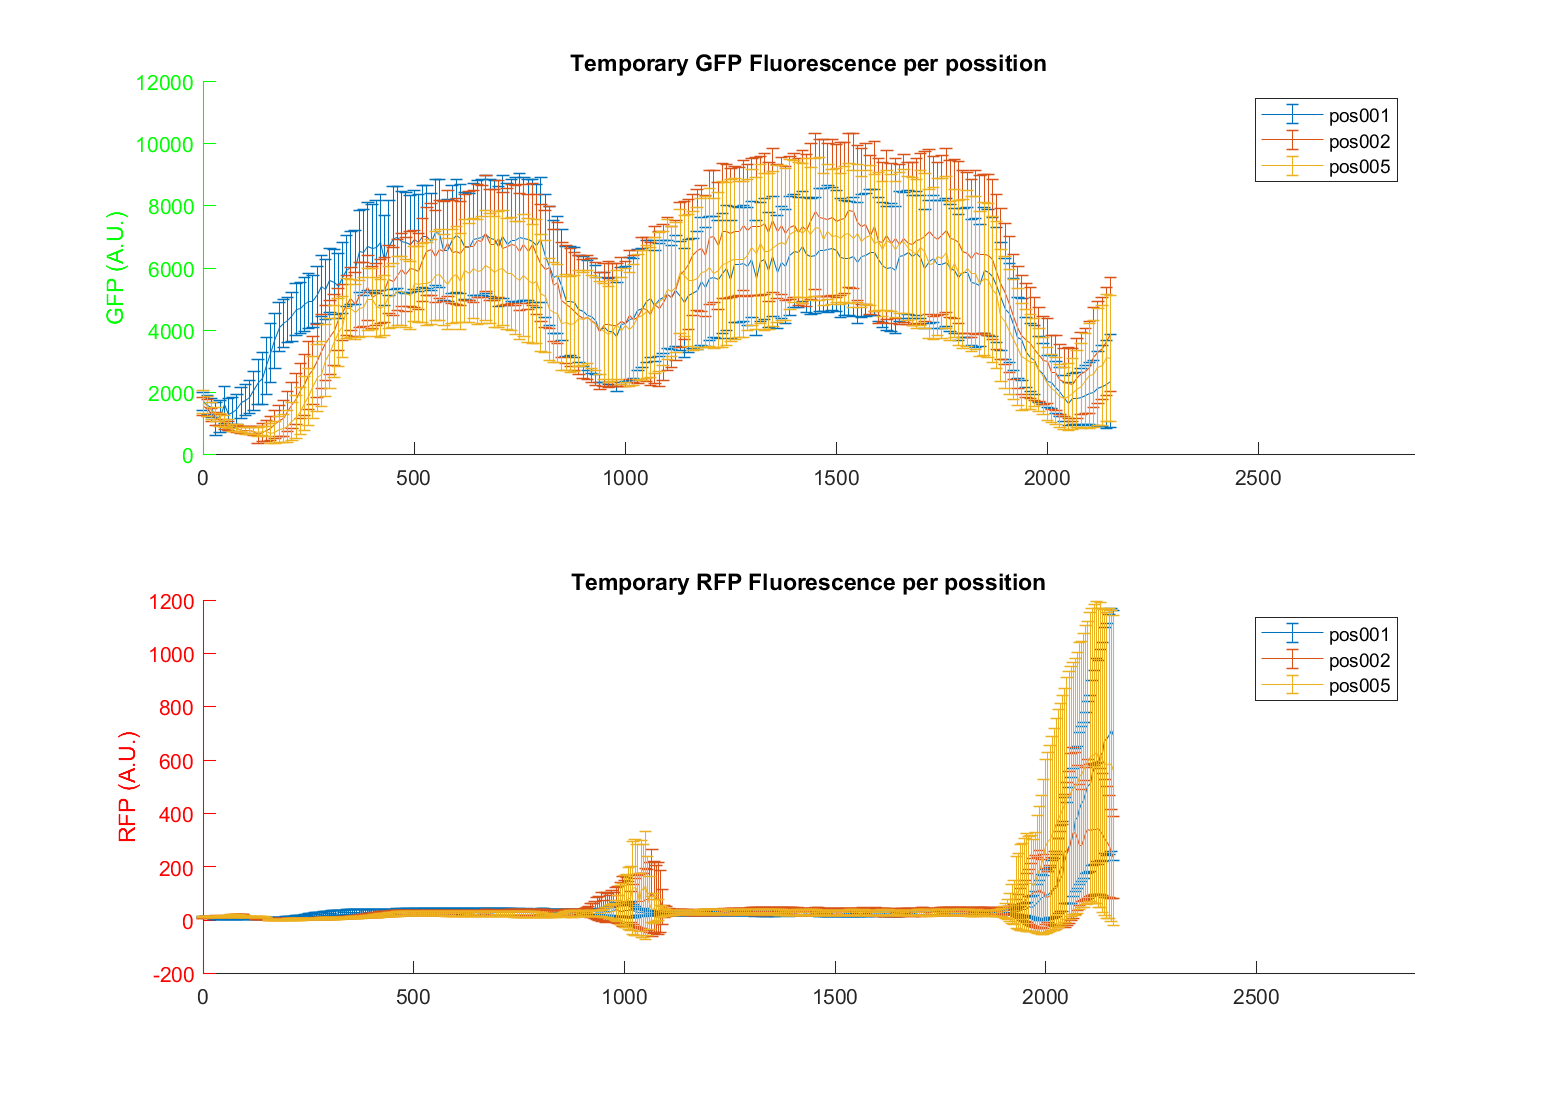 Temporary GFP Fluorescence per possition
12000
10000
8000
6000
4000
2000
0
GFP (A.U.)
0 500 1000 1500 2000 2500
pos001
pos002
pos005
Temporary RFP Fluorescence per possition
1200
1000
800
600
400
200
0
-200
RFP (A.U.)
0 500 1000 1500 2000 2500
pos001
pos002
pos005